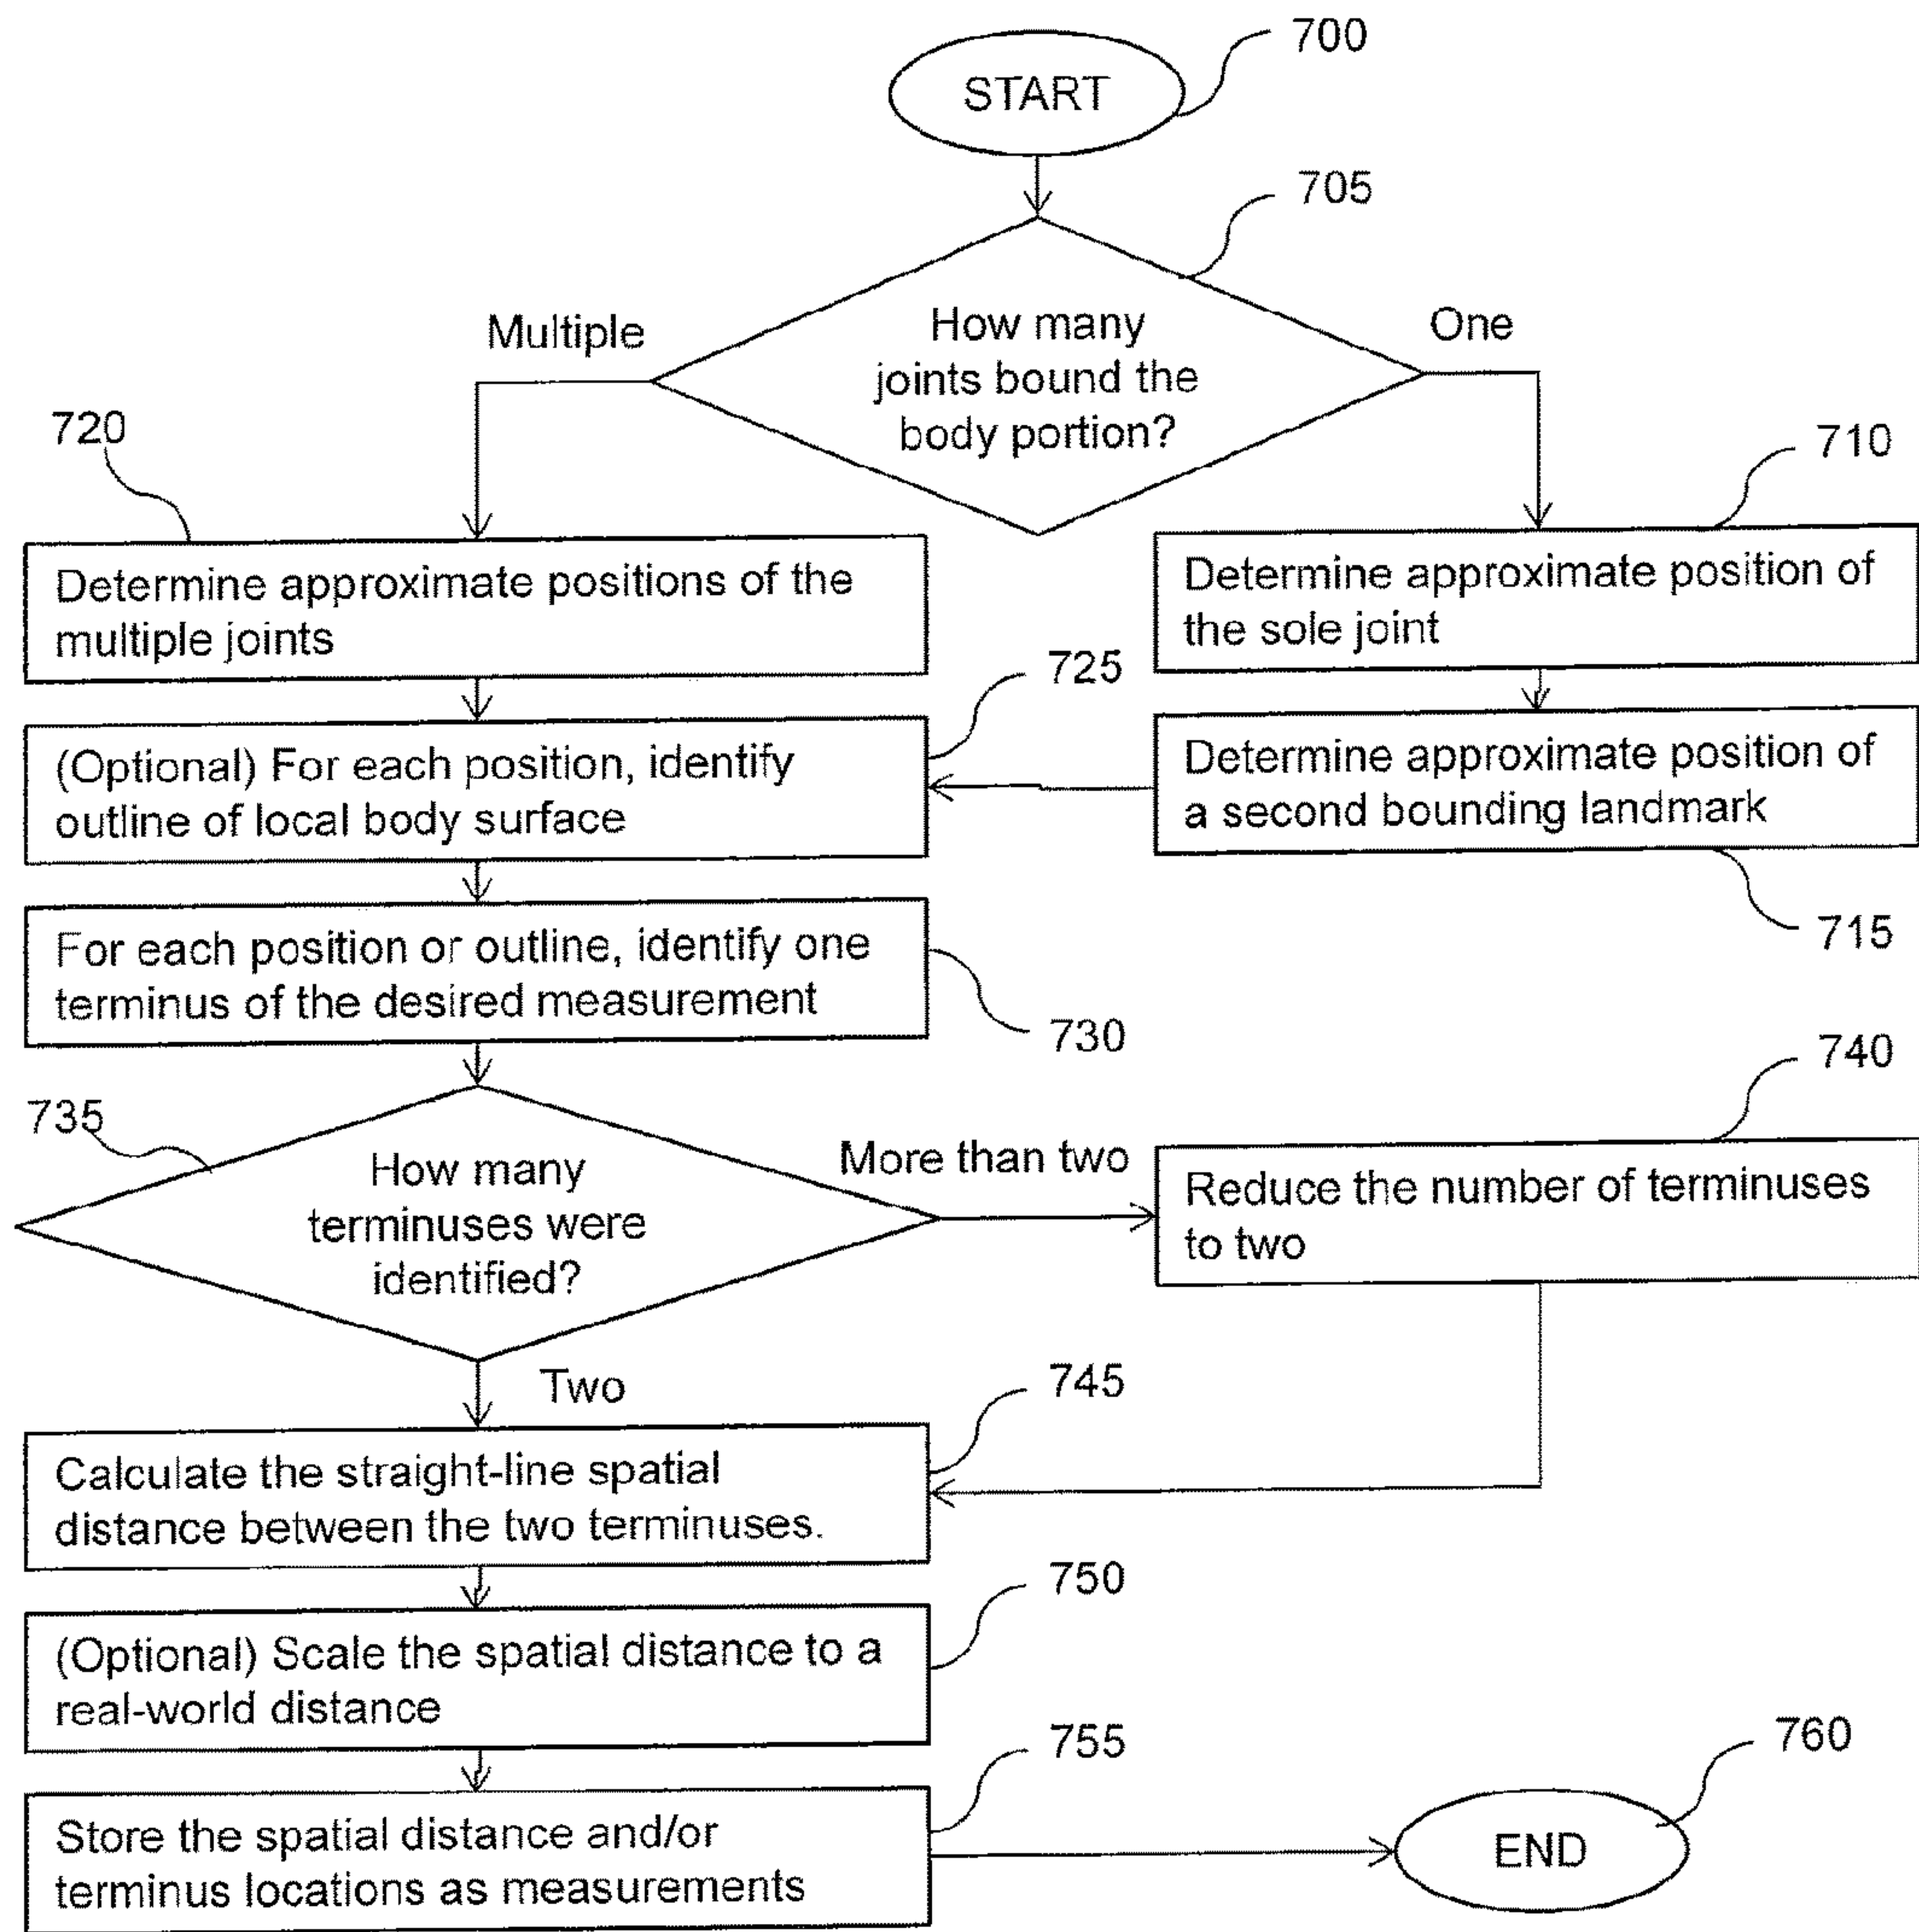 700
START
705
How many
joints bound the
body portion?
Multiple
One
720
710
Determine approximate positions of the
multiple joints
Determine approximate position of
the sole joint
725
(Optional) For each position, identify
outline of local body surface
Determine approximate position of
a second bounding landmark
715
For each position or outline, identify one
terminus of the desired measurement
730
735
How many
terminuses were
identified?
More than two
740
Reduce the number of terminuses
to two
Two
745
Calculate the straight-line spatial
distance between the two terminuses.
750
(Optional) Scale the spatial distance to a
real-world distance
755
Store the spatial distance and/or
terminus locations as measurements
760
END